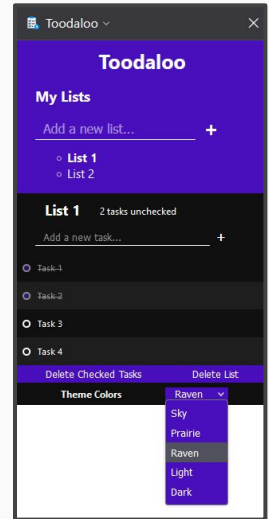 Toodaloo
Toodaloo
My Lists
Add a new list... +
List 1
List 2
List 1 2 tasks unchecked
Add a new task... +
Task 1
Task 2
Task 3
Task 4
Delete Checked Tasks Delete List
Theme Colors Raven
Sky
Prairie
Raven
Light
Dark